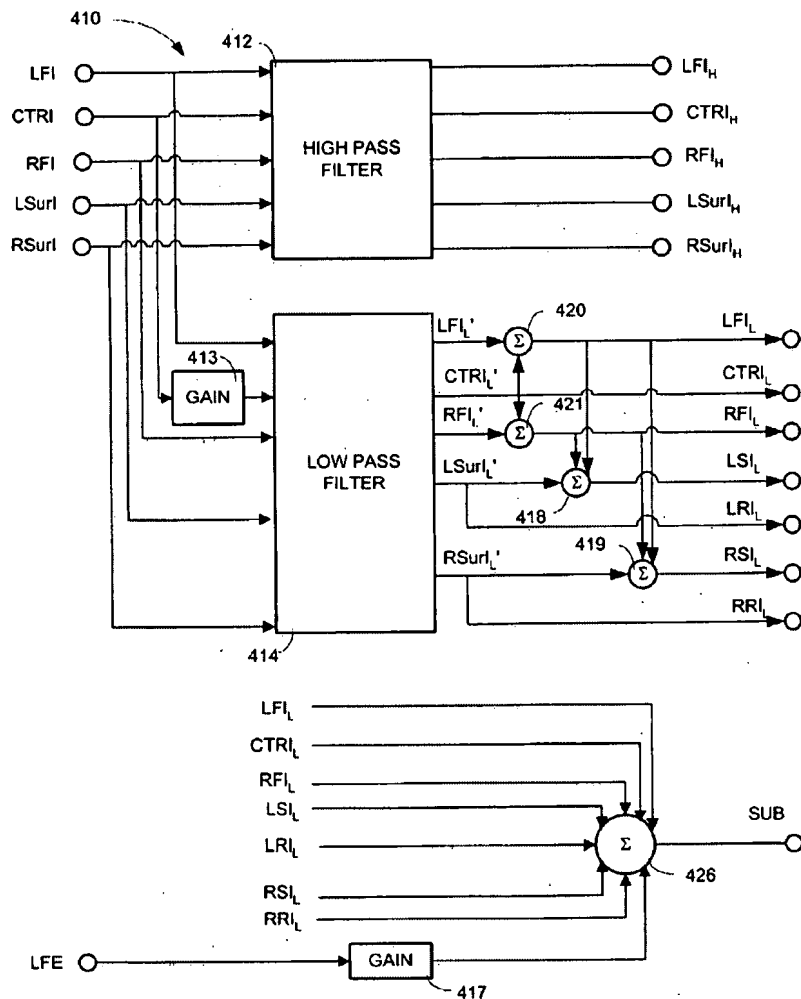 410
412
LFI
LFI_H
CTRI
CTRI_H
RFI
HIGH PASS
FILTER
RFI_H
LSurI
LSurI_H
RSurI
RSurI_H
LFI_L'
Σ
420
LFI_L
413
GAIN
CTRI_L'
CTRI_L
RFI_L'
Σ
421
RFI_L
LOW PASS
FILTER
LSurI_L'
Σ
418
LSI_L
LRI_L
419
RSurI_L'
Σ
RSI_L
RRI_L
414
LFI_L
CTRI_L
RFI_L
LSI_L
SUB
LRI_L
Σ
426
RSI_L
RRI_L
LFE
GAIN
417